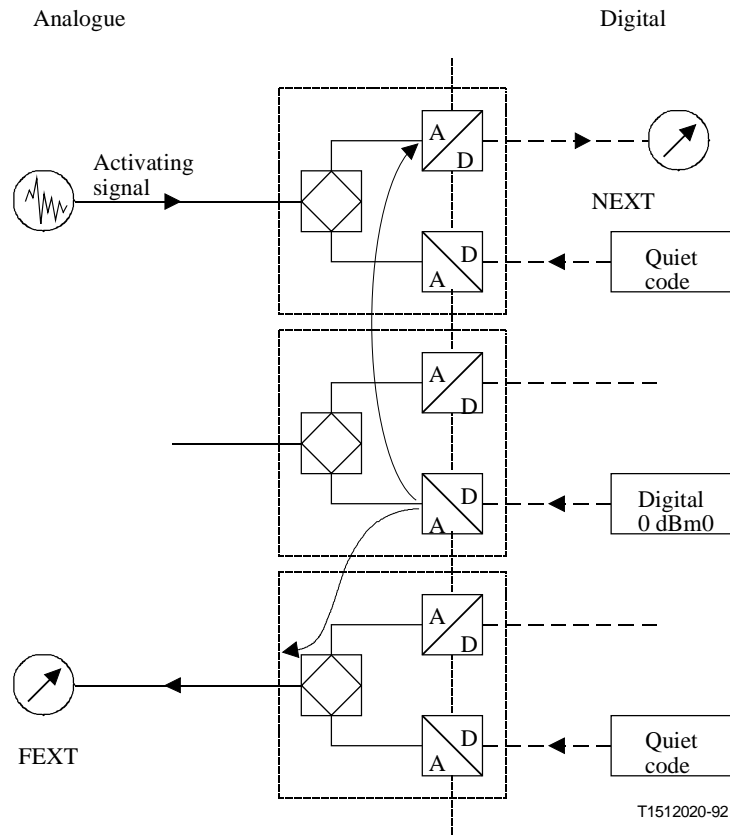 Analogue
Digital
A
D
Activating
signal
NEXT
D
A
Quiet
code
A
D
D
A
Digital
0 dBm0
A
D
FEXT
D
A
Quiet
code
T1512020-92